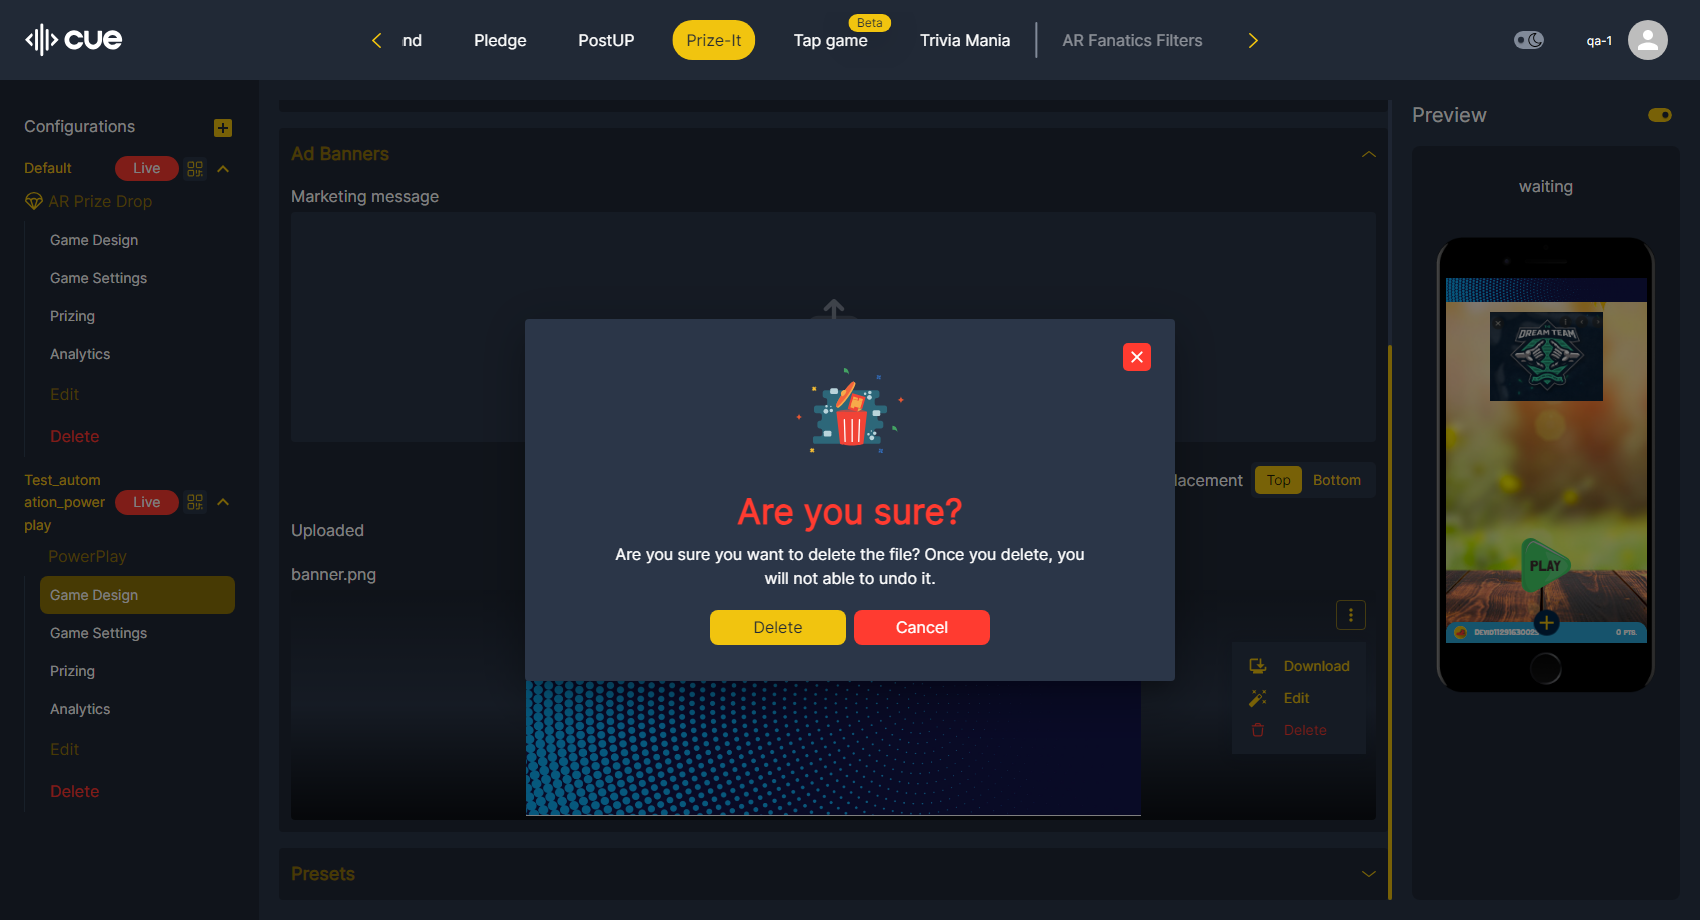 cue
nd
Pledge
PostUP
Prize-It
Beta
Tap game
Trivia Mania
AR Fanatics Filters
qa-1
Configurations
Default
Live
AR Prize Drop
Game Design
Game Settings
Prizing
Analytics
Edit
Delete
Test_autom
ation_power
play
Live
PowerPlay
Game Design
Game Settings
Prizing
Analytics
Edit
Delete
Ad Banners
Marketing message
lacement
Top
Bottom
Uploaded
banner.png
Download
Edit
Delete
Presets
Are you sure?
Are you sure you want to delete the file? Once you delete, you
will not able to undo it.
Delete
Cancel
Preview
waiting
DREAM TEAM
PLAY
0 PTS.